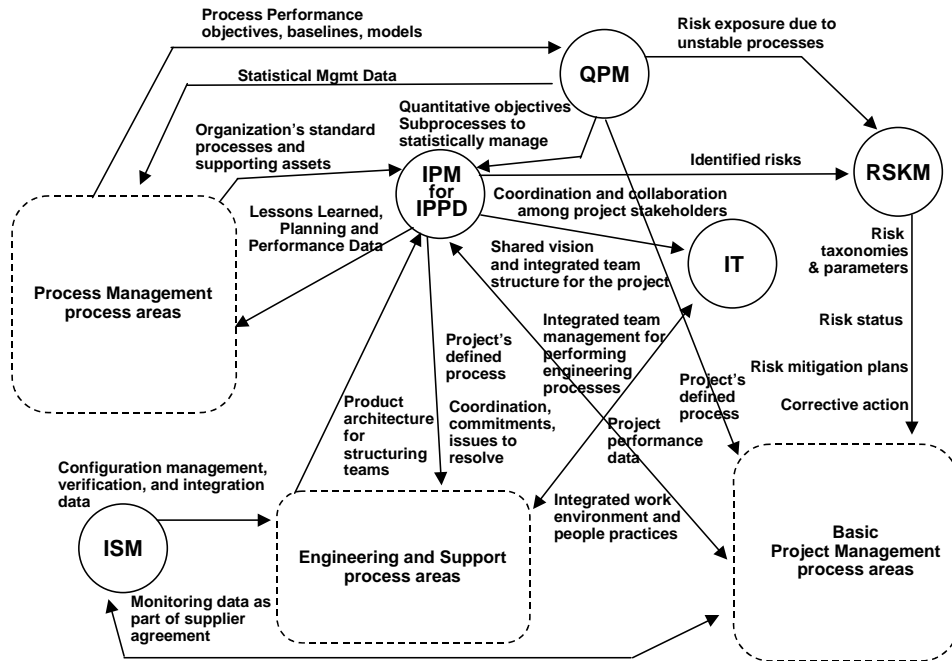 Process Performance
objectives, baselines, models
Risk exposure due to
unstable processes
QPM
Statistical Mgmt Data
Quantitative objectives
Subprocesses to
statistically manage
Organization's standard
processes and
supporting assets
IPM
for
IPPD
Identified risks
RSKM
Coordination and collaboration
among project stakeholders
Lessons Learned,
Planning and
Performance Data
Shared vision
and integrated team
structure for the project
IT
Risk
taxonomies
& parameters
Process Management
process areas
Risk status
Project's
defined
process
Integrated team
management for
performing
engineering
processes
Risk mitigation plans
Project's
defined
process
Corrective action
Product
architecture
for
structuring
teams
Coordination,
commitments,
issues to
resolve
Project
performance
data
Configuration management,
verification, and integration
data
Integrated work
environment and
people practices
ISM
Engineering and Support
process areas
Basic
Project Management
process areas
Monitoring data as
part of supplier
agreement